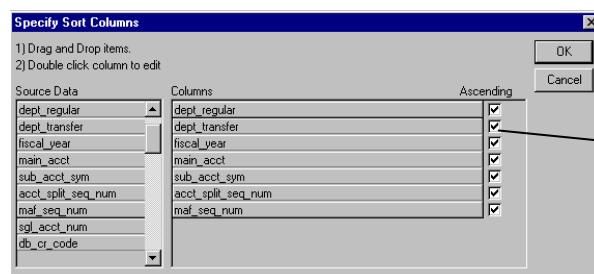 Specify Sort Columns
1) Drag and Drop items.
2) Double click column to edit
OK
Cancel
Source Data Columns Ascending
dept_regular dept_regular
dept_transfer dept_transfer
fiscal_year fiscal_year
main_acct main_acct
sub_acct_sym sub_acct_sym
acct_split_seq_num acct_split_seq_num
maf_seq_num maf_seq_num
sgl_acct_num
db_cr_code